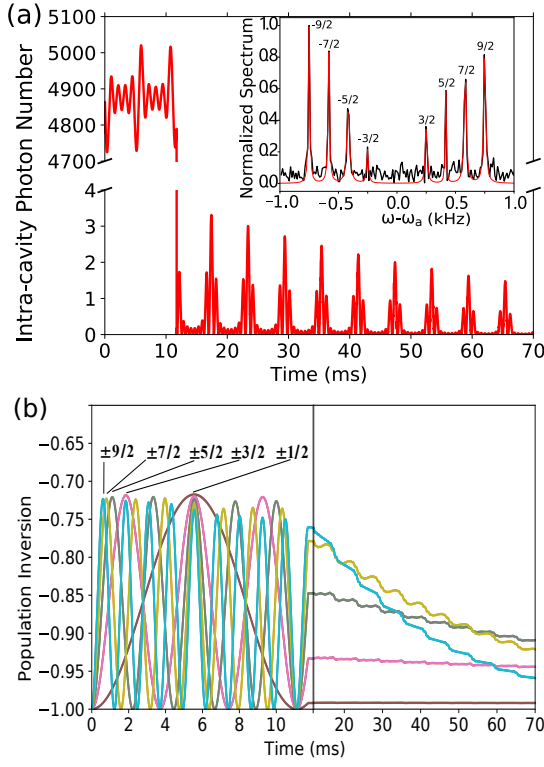 (a)
Intra-cavity Photon Number
5100
5000
4900
4800
4700
4
3
2
1
0
0 10 20 30 40 50 60 70
Time (ms)
Normalized Spectrum
1.0
0.8
0.6
0.4
0.2
0.0
−1.0 −0.5 0.0 0.5 1.0
ω-ωₐ (kHz)
-9/2
-7/2
-5/2
-3/2
3/2
5/2
7/2
9/2
(b)
Population Inversion
−0.65
−0.70
−0.75
−0.80
−0.85
−0.90
−0.95
−1.00
±9/2 ±7/2 ±5/2 ±3/2 ±1/2
0 2 4 6 8 10 20 30 40 50 60 70
Time (ms) Time (ms)